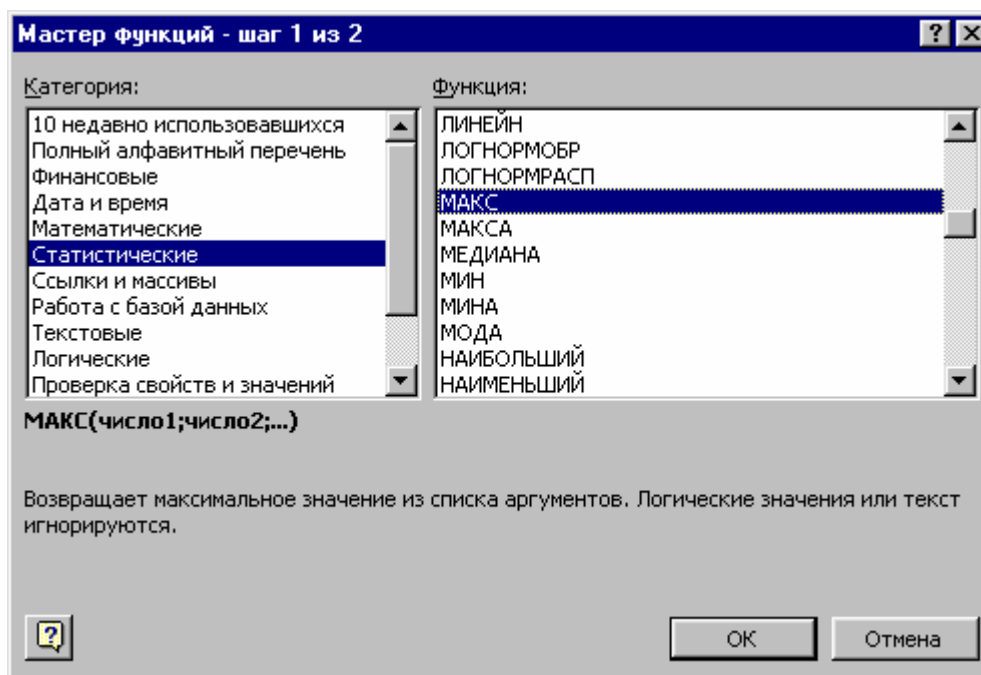 Мастер функций - шаг 1 из 2
Категория:
10 недавно использовавшихся
Полный алфавитный перечень
Финансовые
Дата и время
Математические
Статистические
Ссылки и массивы
Работа с базой данных
Текстовые
Логические
Проверка свойств и значений
Функция:
ЛИНЕЙН
ЛОГНОРМОБР
ЛОГНОРМРАСП
МАКС
МАКСА
МЕДИАНА
МИН
МИНА
МОДА
НАИБОЛЬШИЙ
НАИМЕНЬШИЙ
МАКС(число1;число2;...)
Возвращает максимальное значение из списка аргументов. Логические значения или текст
игнорируются.
ОК
Отмена